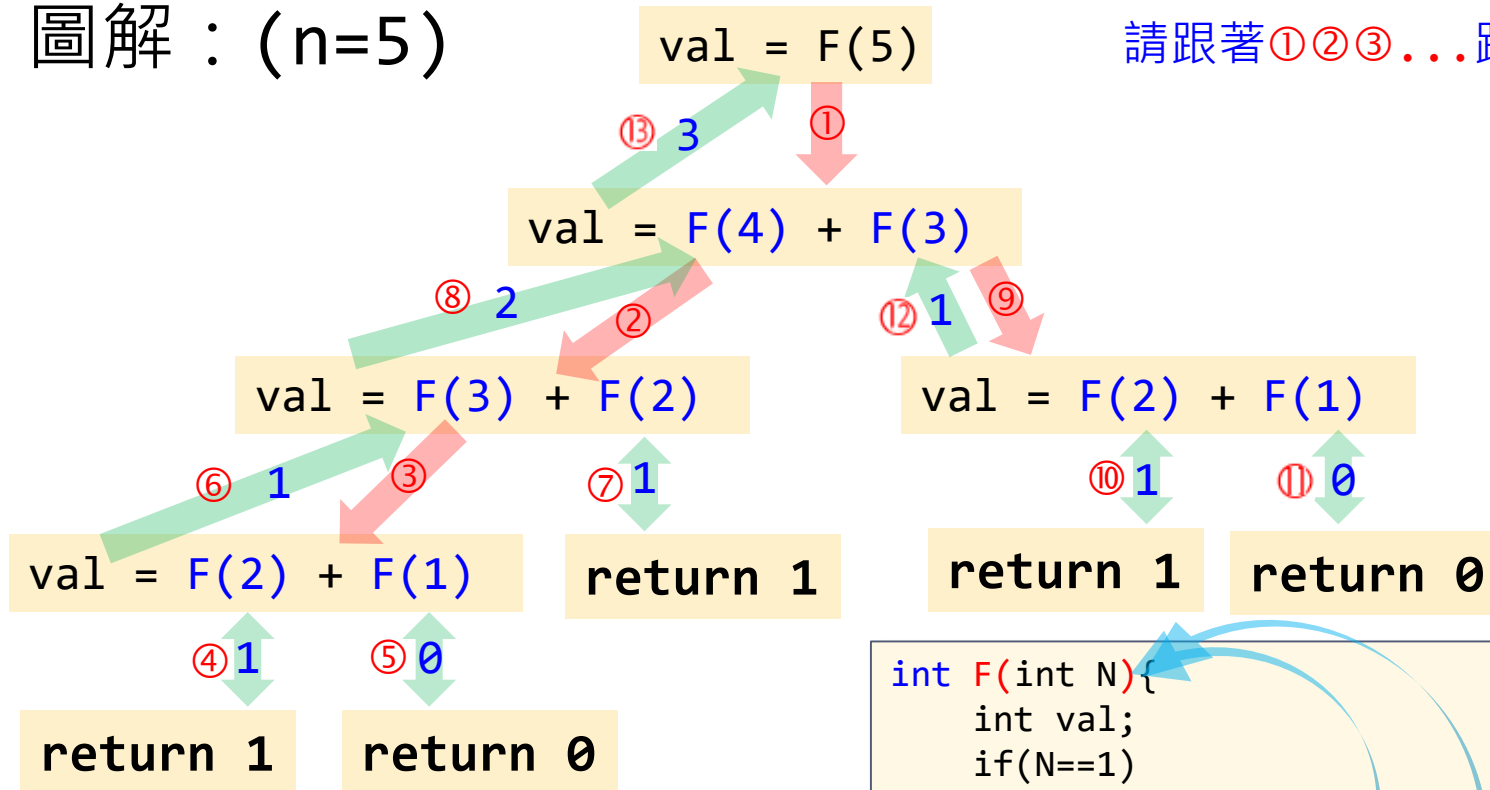 圖解：(n=5)
val = F(5)
請跟著①②③...
⑬ 3
①
val = F(4) + F(3)
⑧ 2
②
⑫ 1
⑨
val = F(3) + F(2)
val = F(2) + F(1)
⑥ 1
③
⑦ 1
⑩ 1
⑪ 0
val = F(2) + F(1)
return 1
return 1
return 0
④ 1
⑤ 0
return 1
return 0
int F(int N){
int val;
if(N==1)